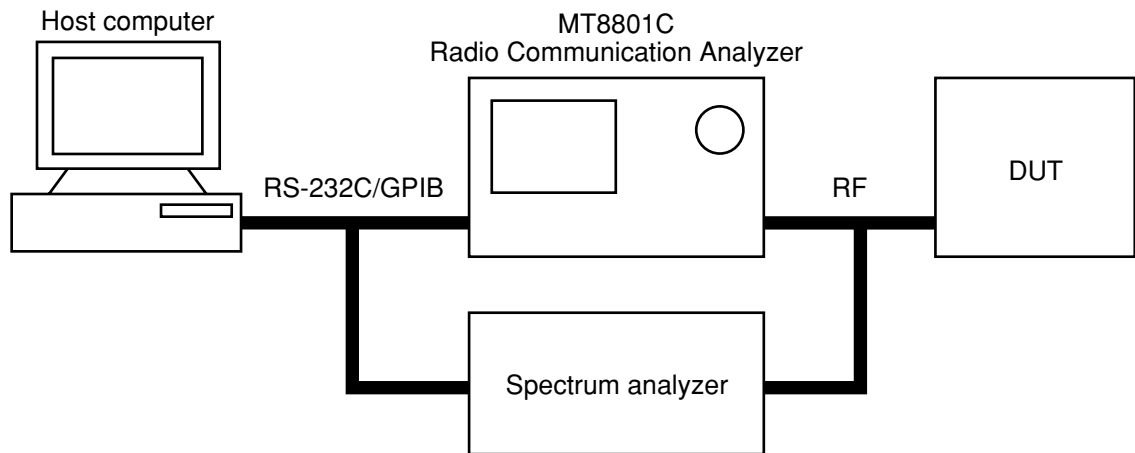 Host computer
MT8801C
Radio Communication Analyzer
RS-232C/GPIB
RF
DUT
Spectrum analyzer